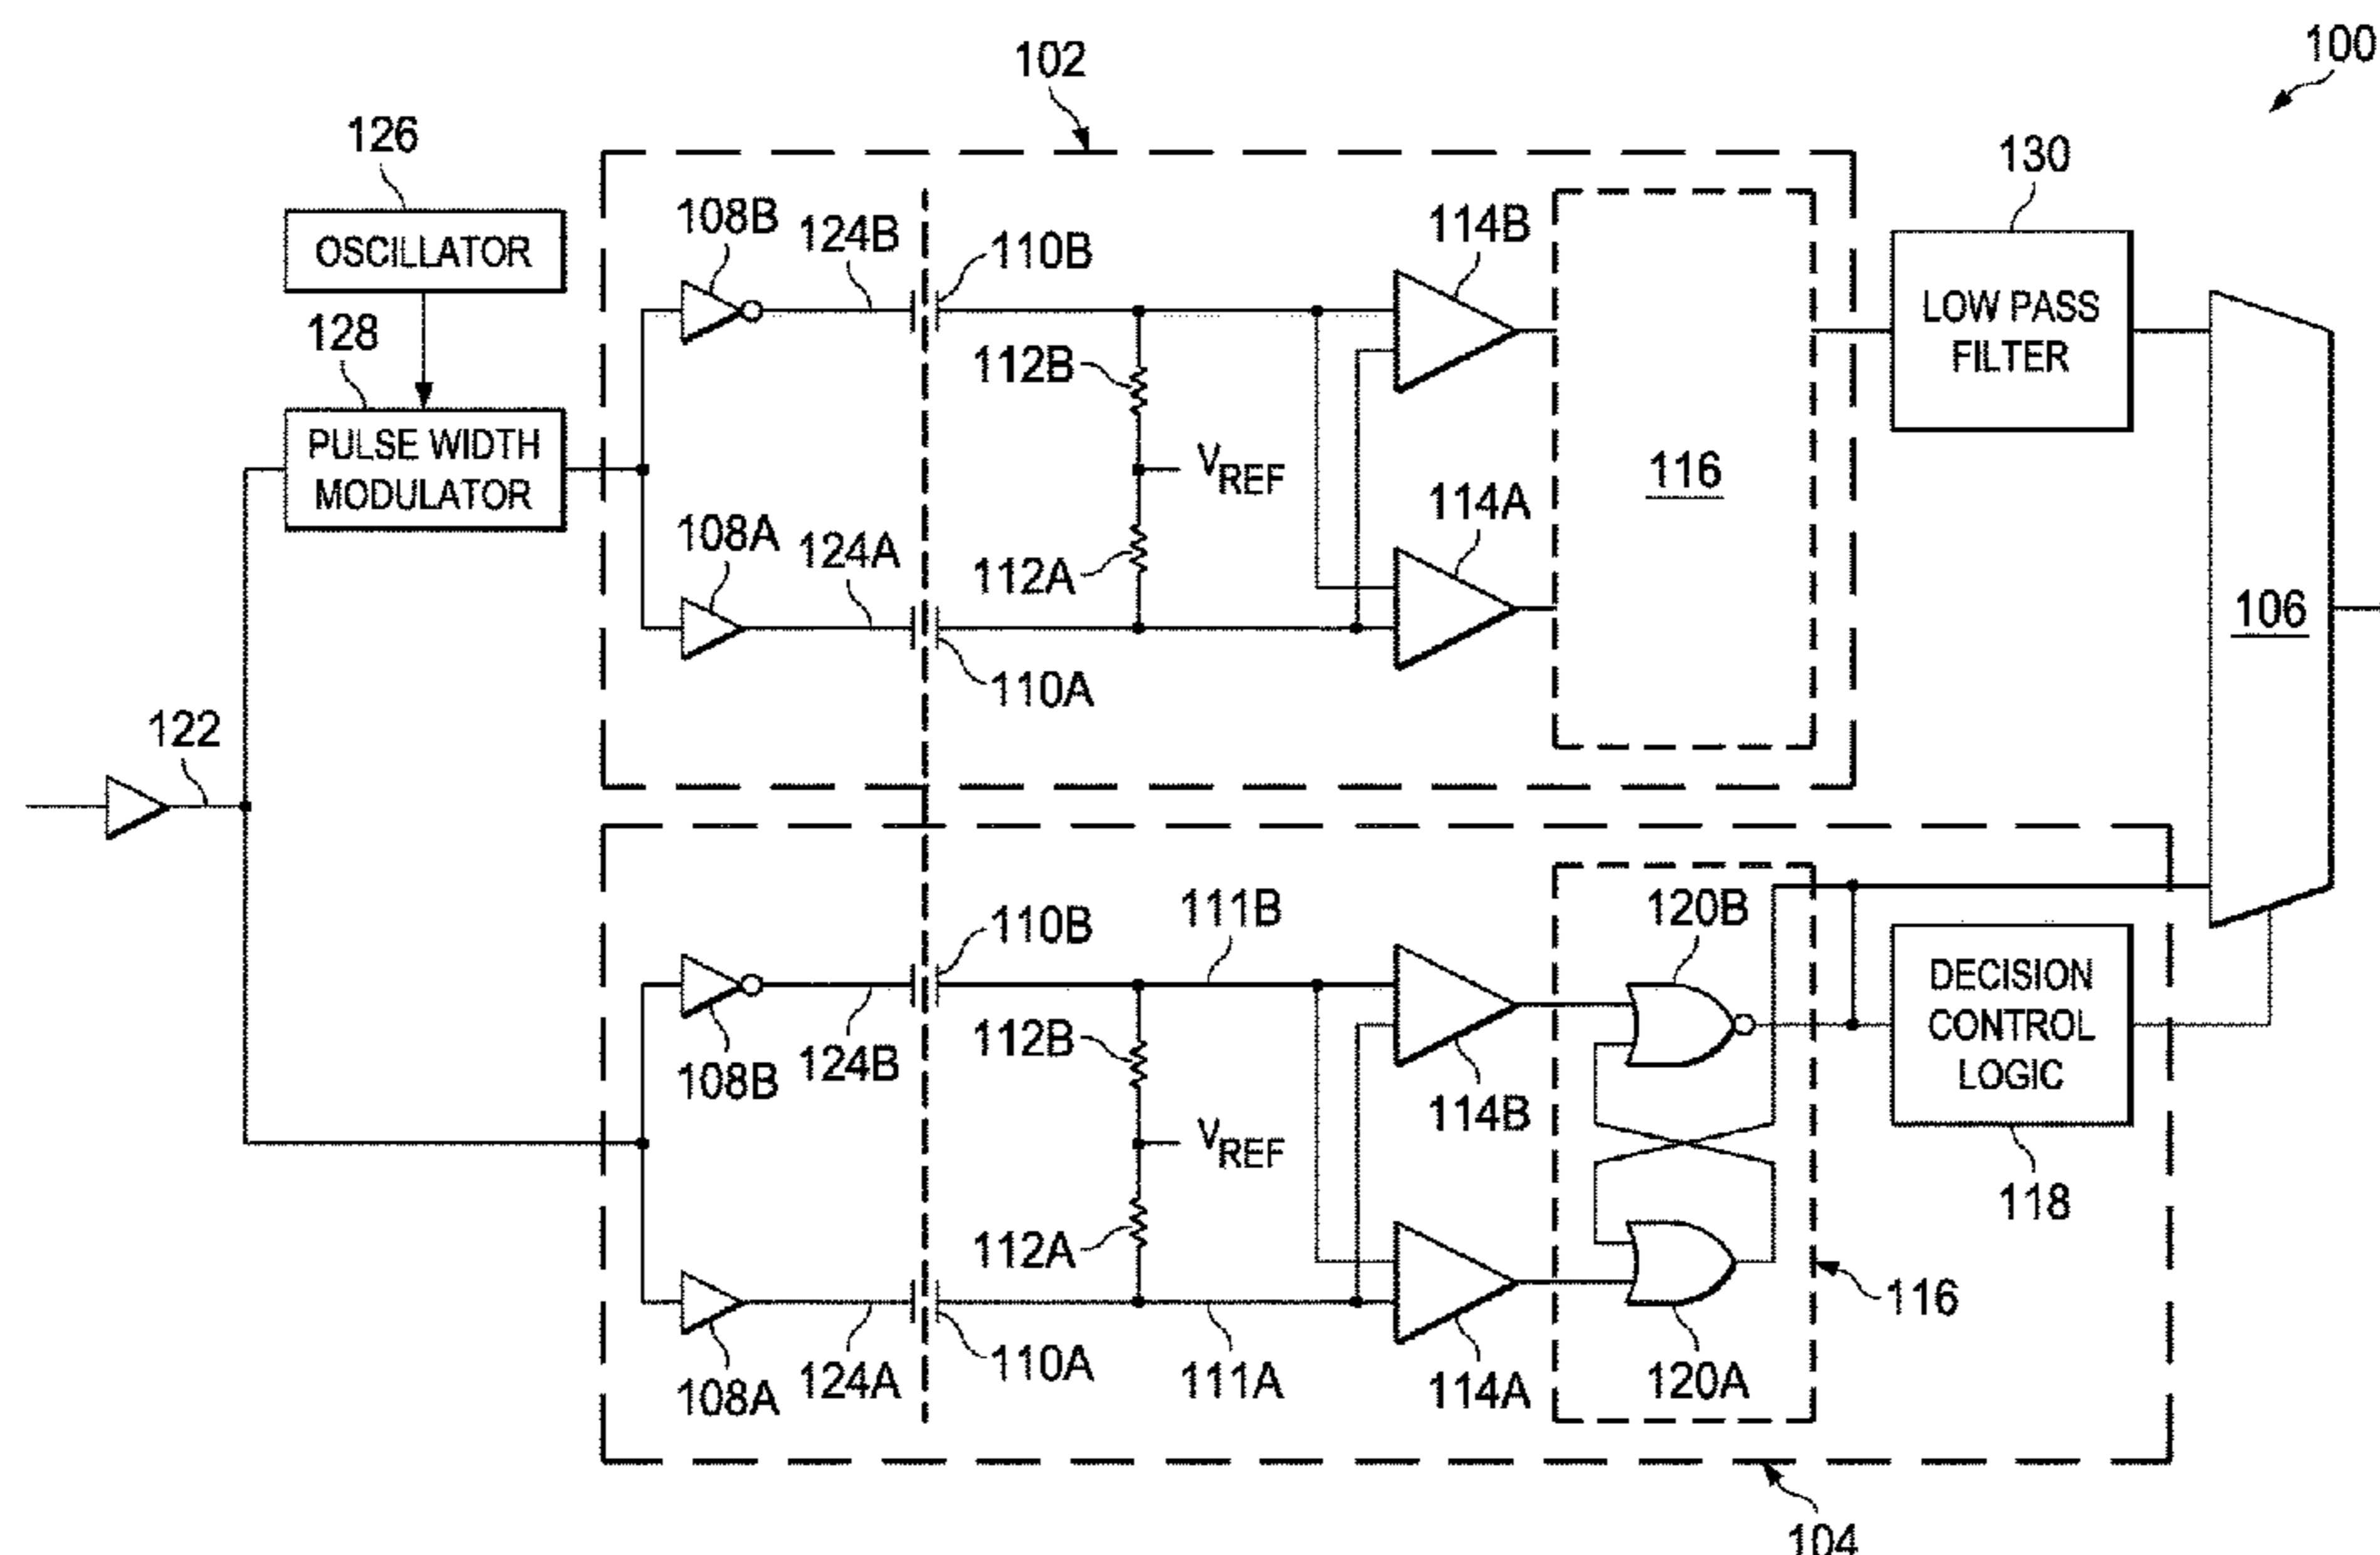 100
102
126
130
OSCILLATOR
108B
124B
110B
114B
LOW PASS
FILTER
128
112B
PULSE WIDTH
MODULATOR
VREF
116
108A
124A
112A
114A
106
110A
122
110B
111B
120B
DECISION
CONTROL
LOGIC
108B
124B
112B
114B
VREF
118
112A
116
108A
124A
110A
111A
114A
120A
104